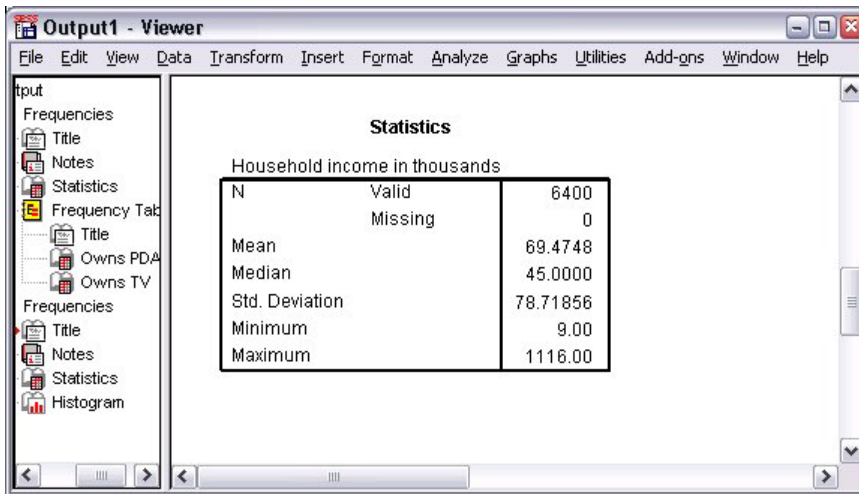 Output1 - Viewer
File Edit View Data Transform Insert Format Analyze Graphs Utilities Add-ons Window Help
tput
Frequencies
Title
Notes
Statistics
Frequency Tab
Title
Owns PDA
Owns TV
Frequencies
Title
Notes
Statistics
Histogram
Statistics
Household income in thousands
N Valid 6400
Missing 0
Mean 69.4748
Median 45.0000
Std. Deviation 78.71856
Minimum 9.00
Maximum 1116.00